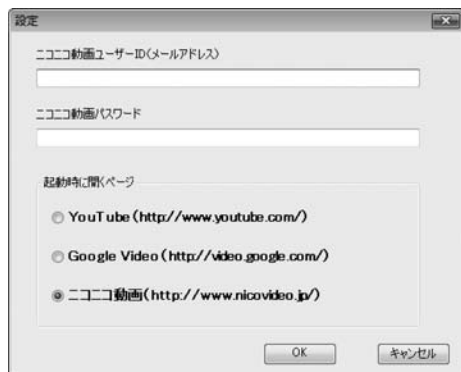 設定
ニコニコ動画ユーザーID(メールアドレス)
ニコニコ動画パスワード
起動時に開くページ
YouTube(http://www.youtube.com/)
Google Video(http://video.google.com/)
ニコニコ動画(http://www.nicovideo.jp/)
OK
キャンセル